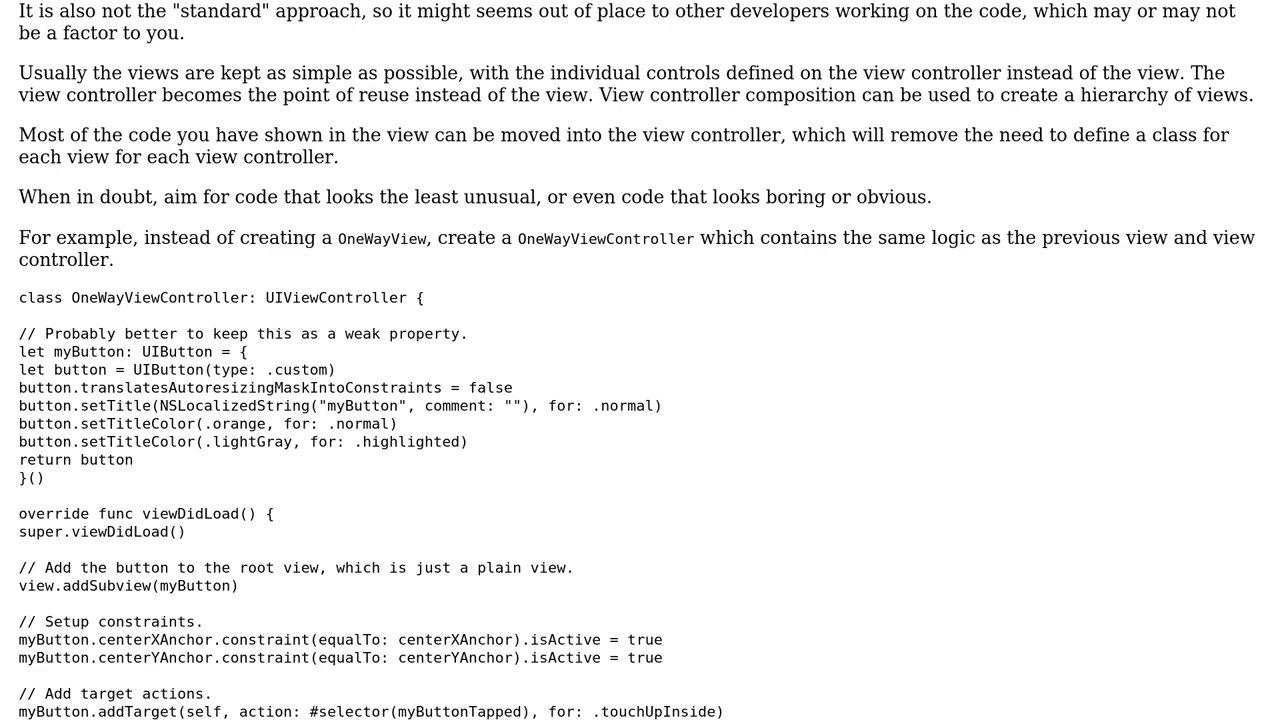 It is also not the "standard" approach, so it might seems out of place to other developers working on the code, which may or may not
be a factor to you.
Usually the views are kept as simple as possible, with the individual controls defined on the view controller instead of the view. The
view controller becomes the point of reuse instead of the view. View controller composition can be used to create a hierarchy of views.
Most of the code you have shown in the view can be moved into the view controller, which will remove the need to define a class for
each view for each view controller.
When in doubt, aim for code that looks the least unusual, or even code that looks boring or obvious.
For example, instead of creating a OneWayView, create a OneWayViewController which contains the same logic as the previous view and view
controller.
class OneWayViewController: UIViewController {
// Probably better to keep this as a weak property.
let myButton: UIButton = {
let button = UIButton(type: .custom)
button.translatesAutoresizingMaskIntoConstraints = false
button.setTitle(NSLocalizedString("myButton", comment: ""), for: .normal)
button.setTitleColor(.orange, for: .normal)
button.setTitleColor(.lightGray, for: .highlighted)
return button
}()
override func viewDidLoad() {
super.viewDidLoad()
// Add the button to the root view, which is just a plain view.
view.addSubview(myButton)
// Setup constraints.
myButton.centerXAnchor.constraint(equalTo: centerXAnchor).isActive = true
myButton.centerYAnchor.constraint(equalTo: centerYAnchor).isActive = true
// Add target actions.
myButton.addTarget(self, action: #selector(myButtonTapped), for: .touchUpInside)